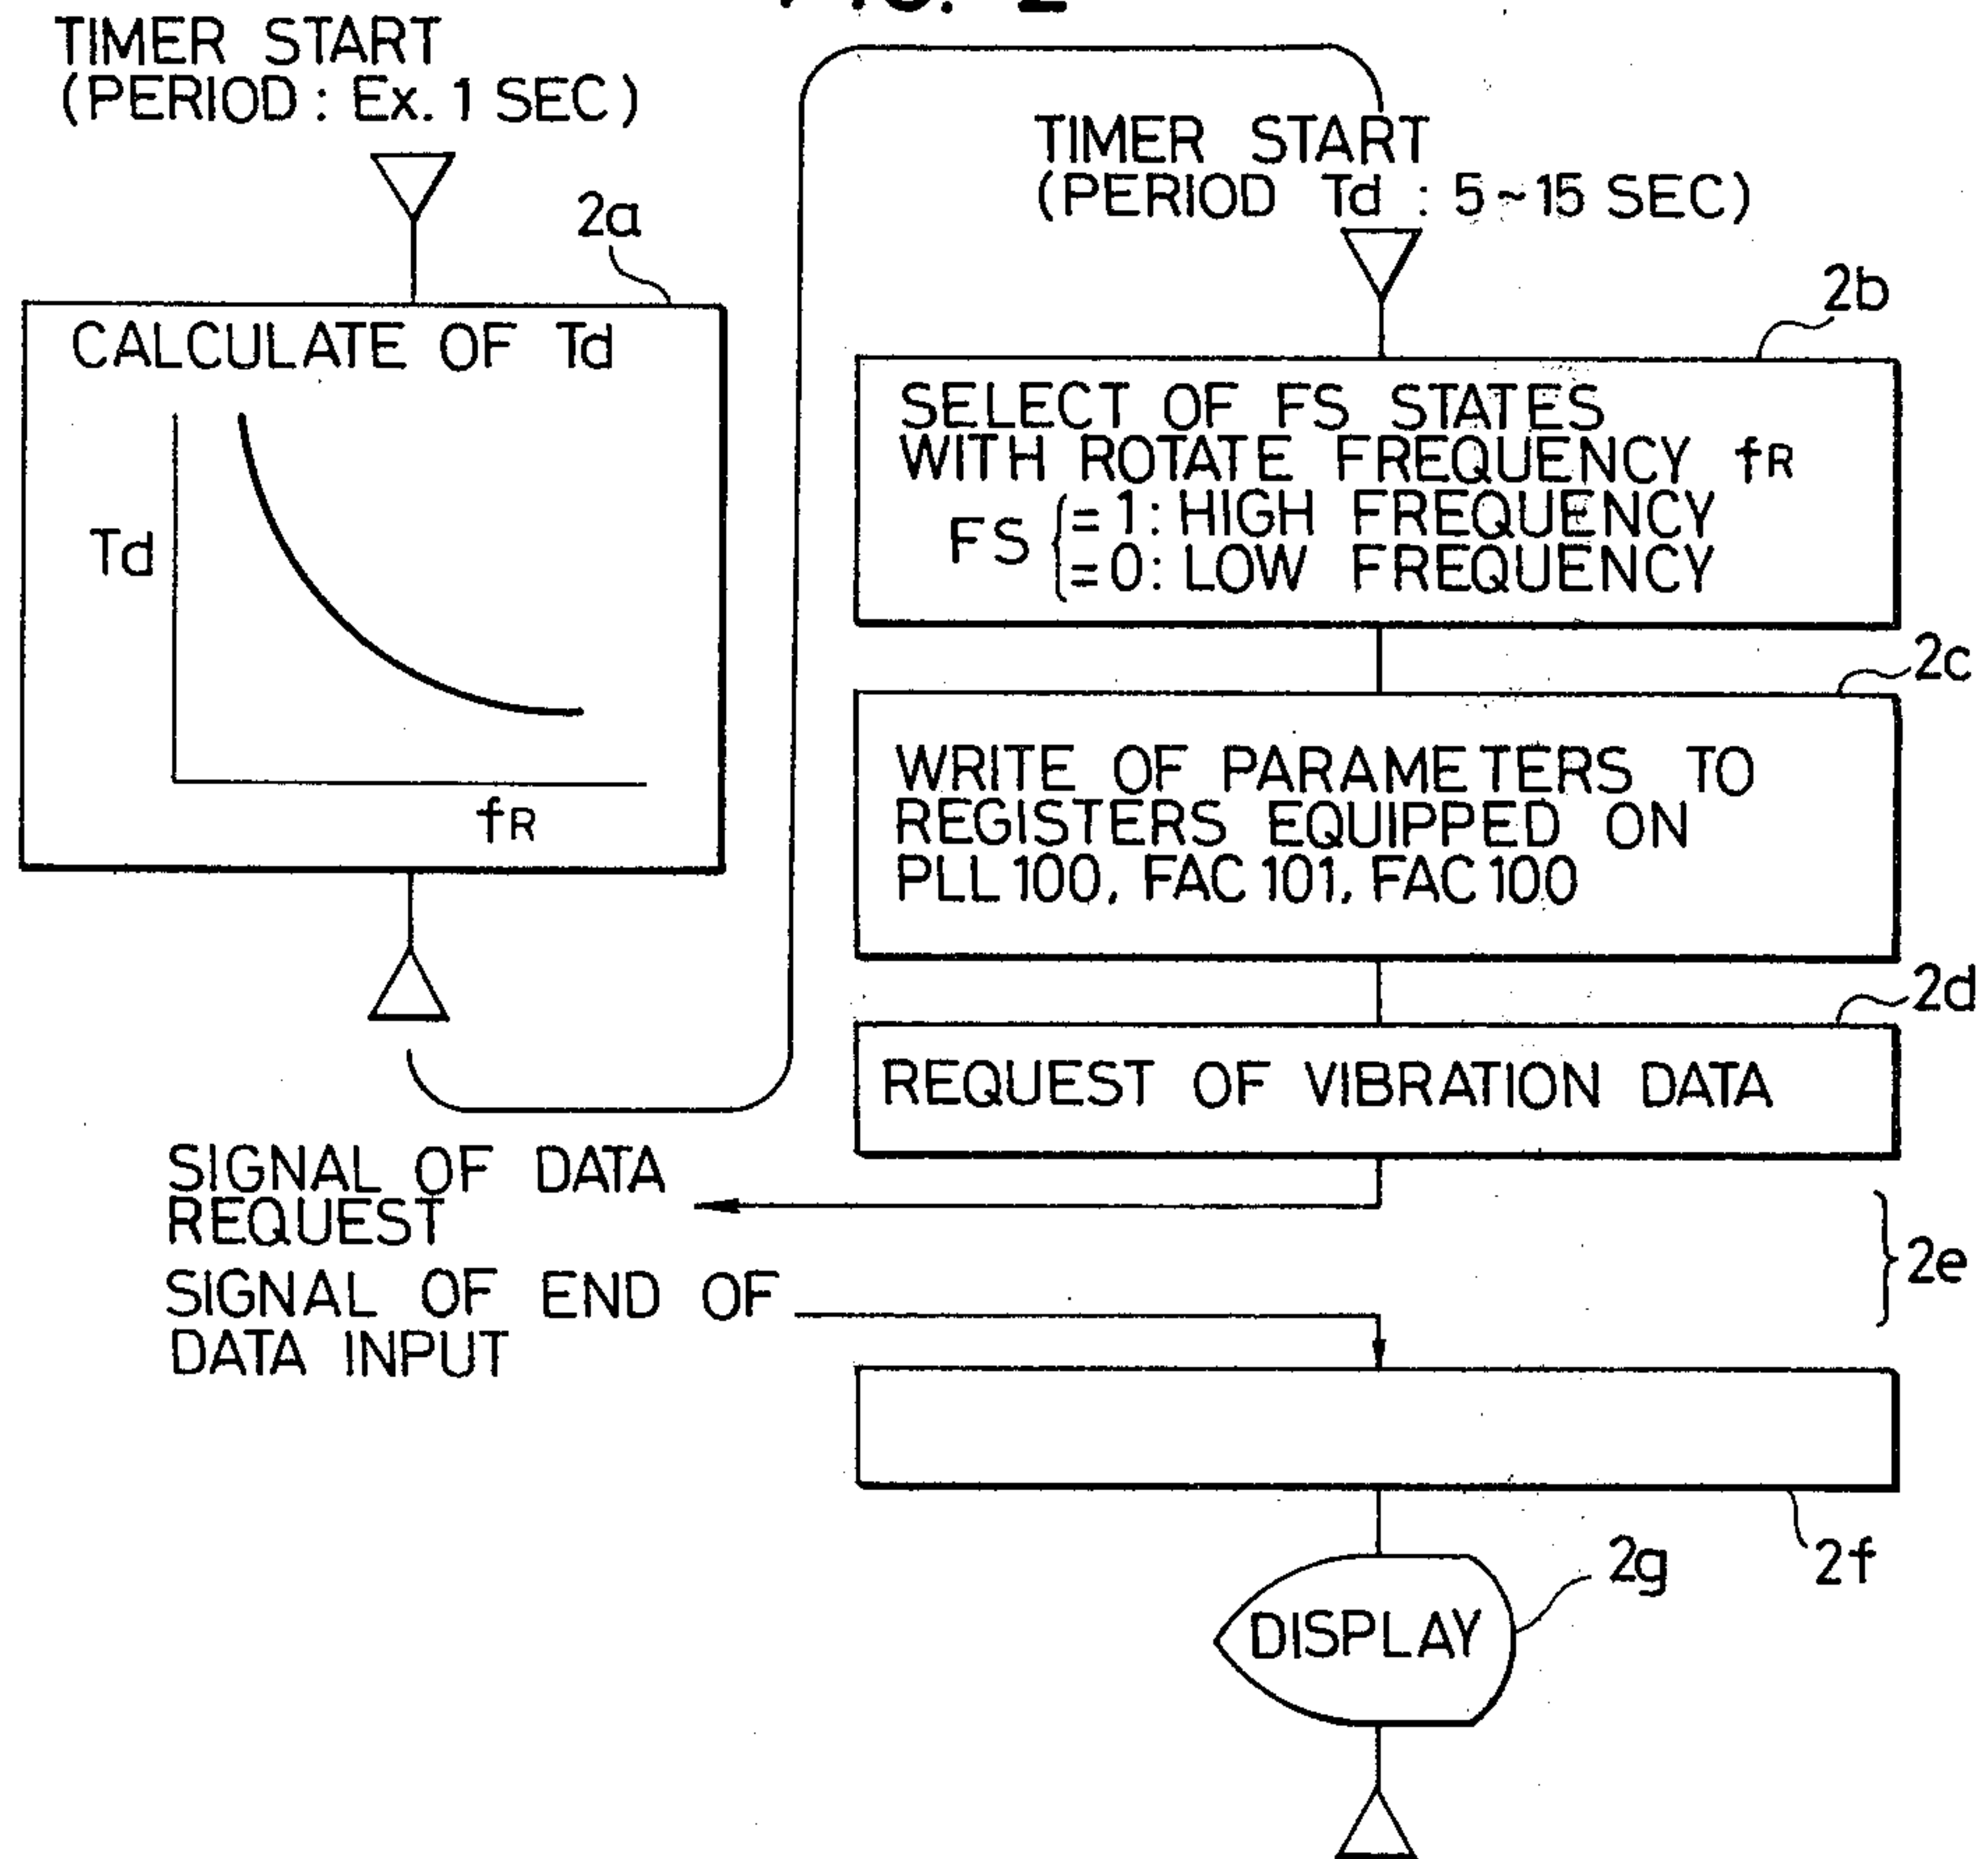 TIMER START
(PERIOD : Ex. 1 SEC)
2a
CALCULATE OF Td
Td
fR
TIMER START
(PERIOD Td : 5~15 SEC)
2b
SELECT OF FS STATES
WITH ROTATE FREQUENCY fR
FS { =1: HIGH FREQUENCY
=0: LOW FREQUENCY
2c
WRITE OF PARAMETERS TO
REGISTERS EQUIPPED ON
PLL 100, FAC 101, FAC 100
2d
REQUEST OF VIBRATION DATA
SIGNAL OF DATA
REQUEST
SIGNAL OF END OF
DATA INPUT
2e
2f
2g
DISPLAY